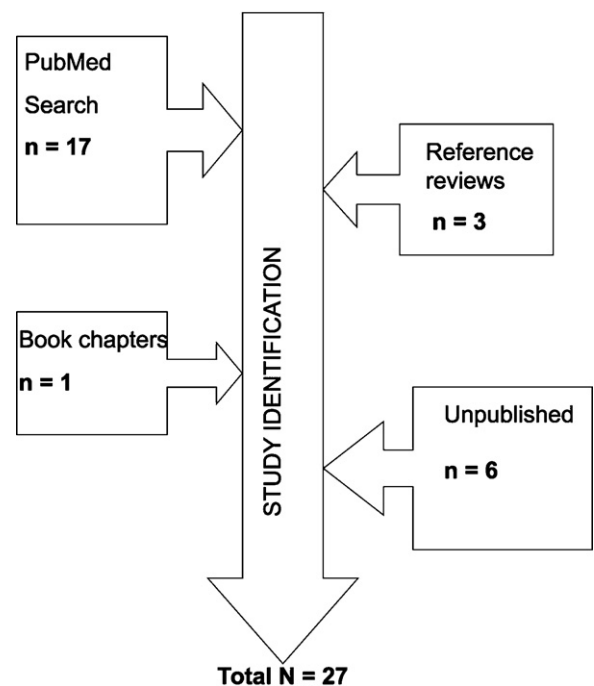 PubMed
Search
n = 17
Reference
reviews
n = 3
Book chapters
n = 1
STUDY IDENTIFICATION
Unpublished
n = 6
Total N = 27